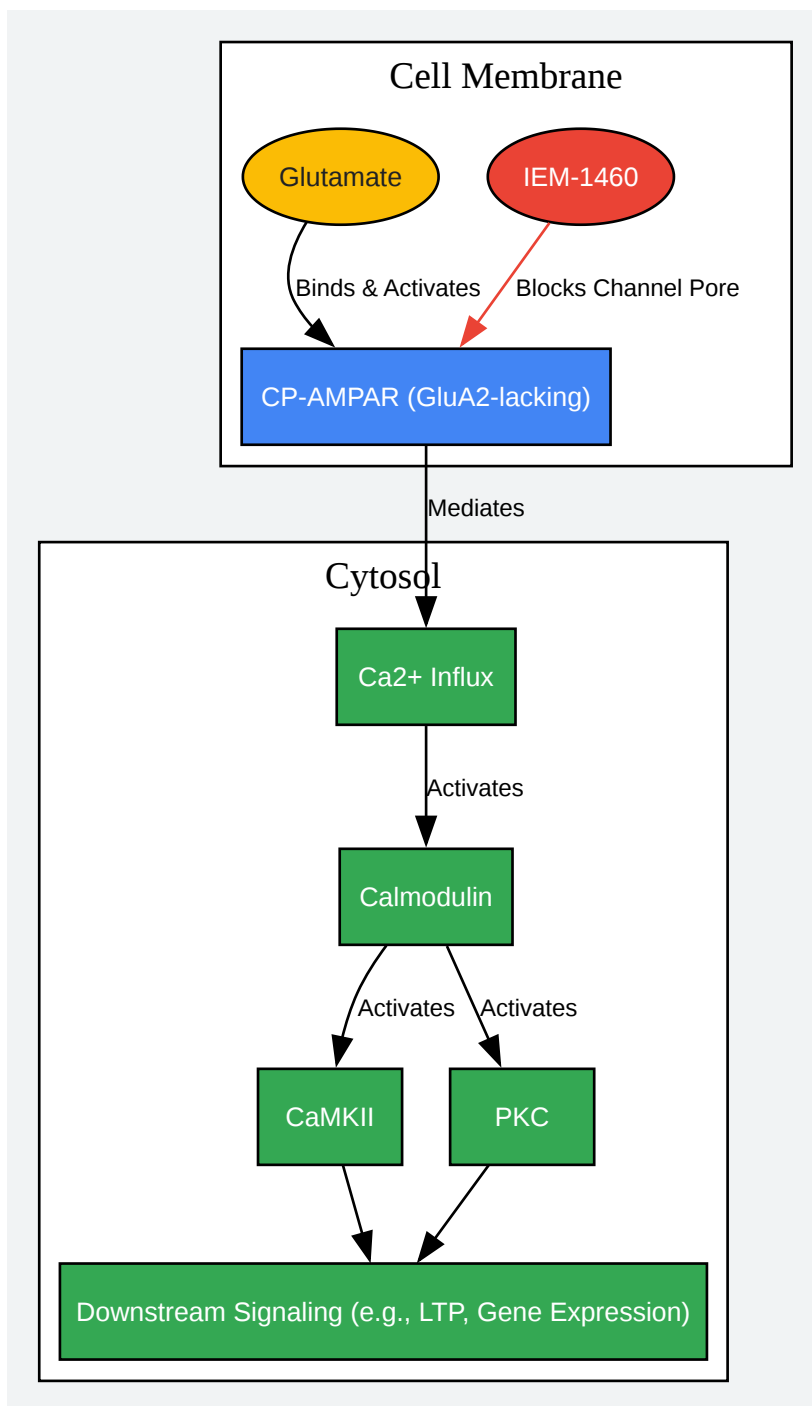 Cell Membrane
Glutamate
IEM-1460
Binds & Activates
Blocks Channel Pore
CP-AMPAR (GluA2-lacking)
Mediates
Cytosol
Ca2+ Influx
Activates
Calmodulin
Activates
Activates
CaMKII
PKC
Downstream Signaling (e.g., LTP, Gene Expression)